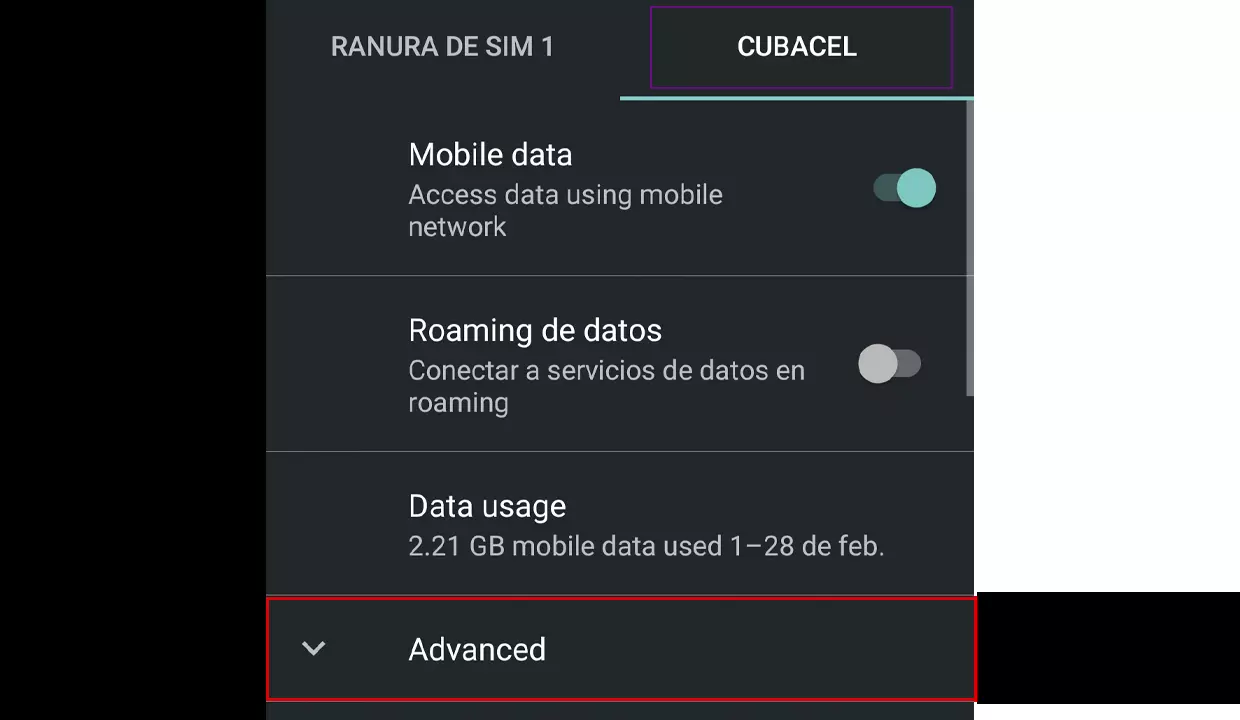 RANURA DE SIM 1
CUBACEL
Mobile data
Access data using mobile
network
Roaming de datos
Conectar a servicios de datos en
roaming
Data usage
2.21 GB mobile data used 1–28 de feb.
Advanced